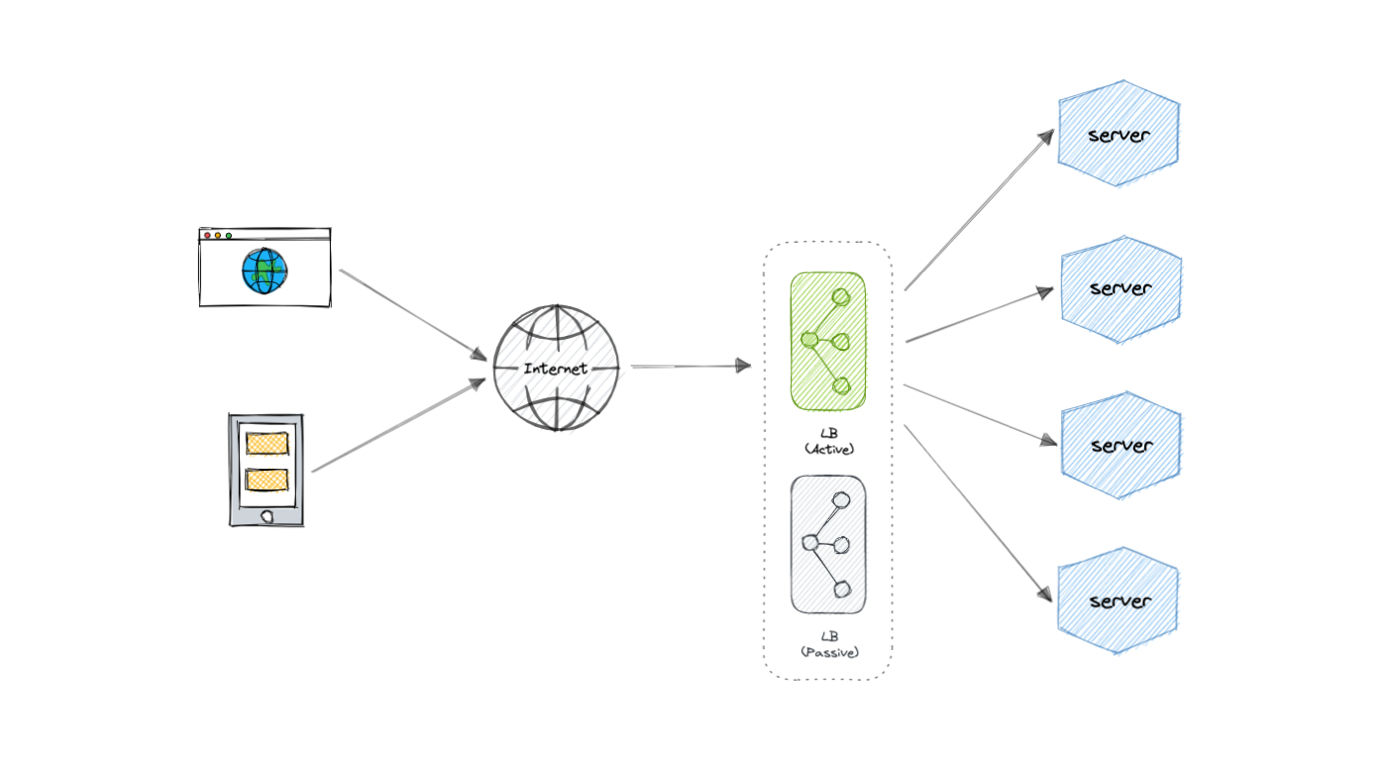 server
server
Internet
LB
(Active)
server
LB
(Passive)
server